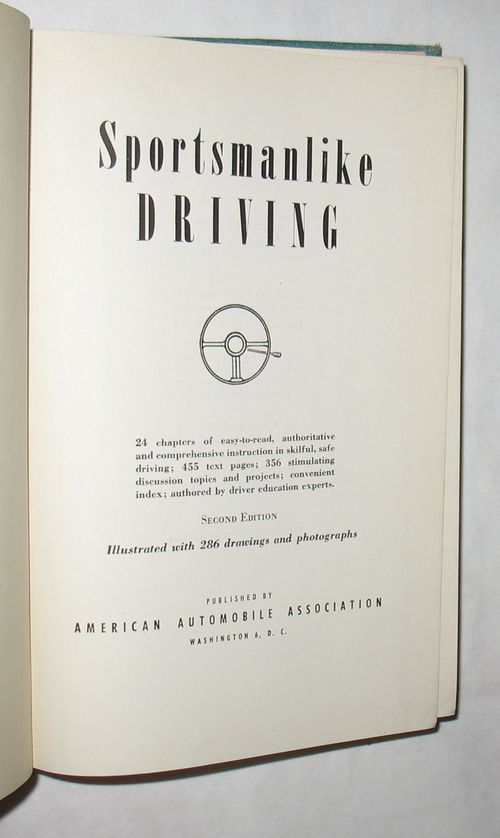 Sportsmanlike
DRIVING
24 chapters of easy-to-read, authoritative
and comprehensive instruction in skilful, safe
driving; 455 text pages; 356 stimulating
discussion topics and projects; convenient
index; authored by driver education experts.
Second Edition
Illustrated with 286 drawings and photographs
PUBLISHED BY
AMERICAN AUTOMOBILE ASSOCIATION
WASHINGTON 6, D. C.